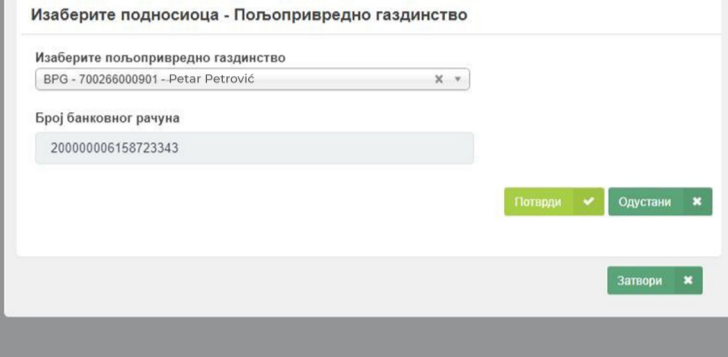 Изаберите подносиоца - Пољопривредно газдинство
Изаберите пољопривредно газдинство
BPG - 700266000901 - Petar Petrović
Број банковног рачуна
200000006158723343
Потврди
Одустани
Затвори